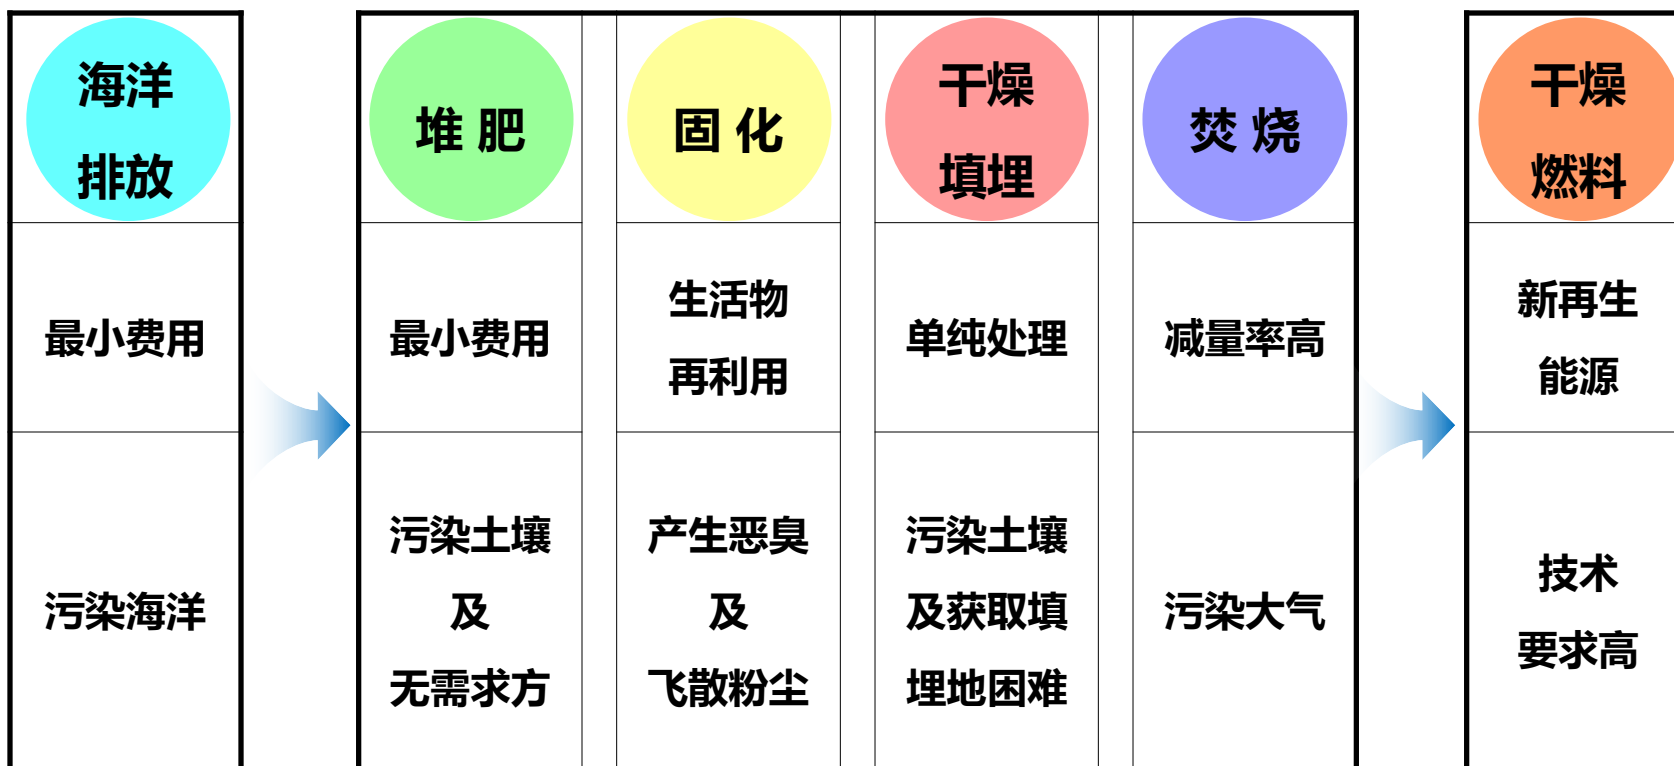 海洋
排放
堆 肥
固 化
干燥
填埋
焚 烧
干燥
燃料
最小费用
最小费用
生活物
再利用
单纯处理
减量率高
新再生
能源
污染海洋
污染土壤
及
无需求方
产生恶臭
及
飞散粉尘
污染土壤
及获取填
埋地困难
污染大气
技术
要求高